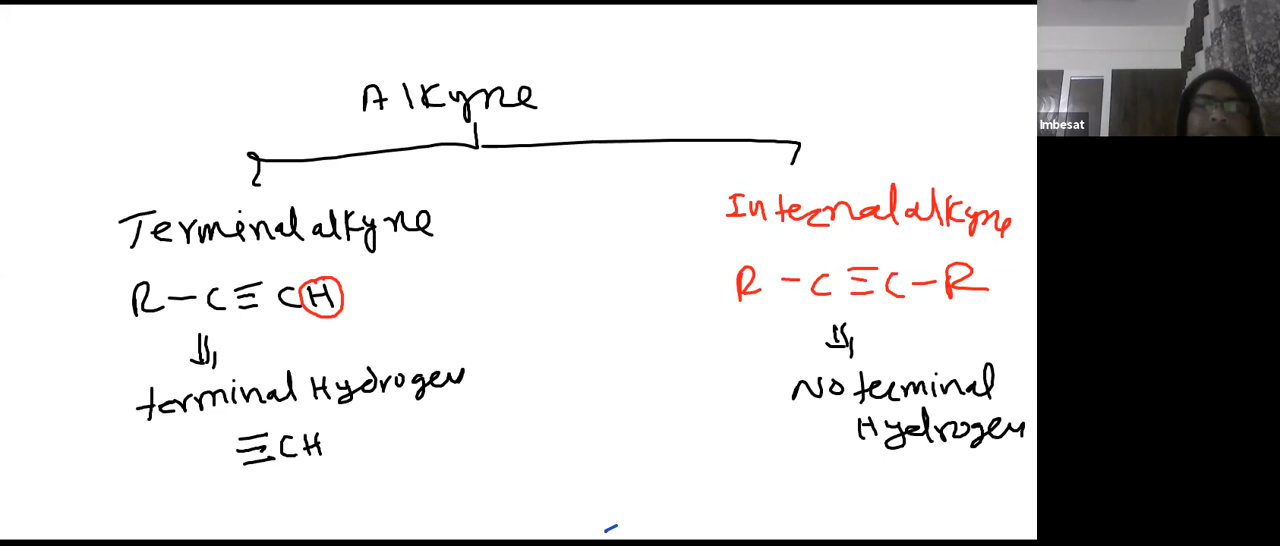 Alkyne
Terminal alkyne
Internal alkyne
R-C≡CH
R-C≡C-R
terminal Hydrogen
≡CH
No terminal
Hydrogen
Imbesat